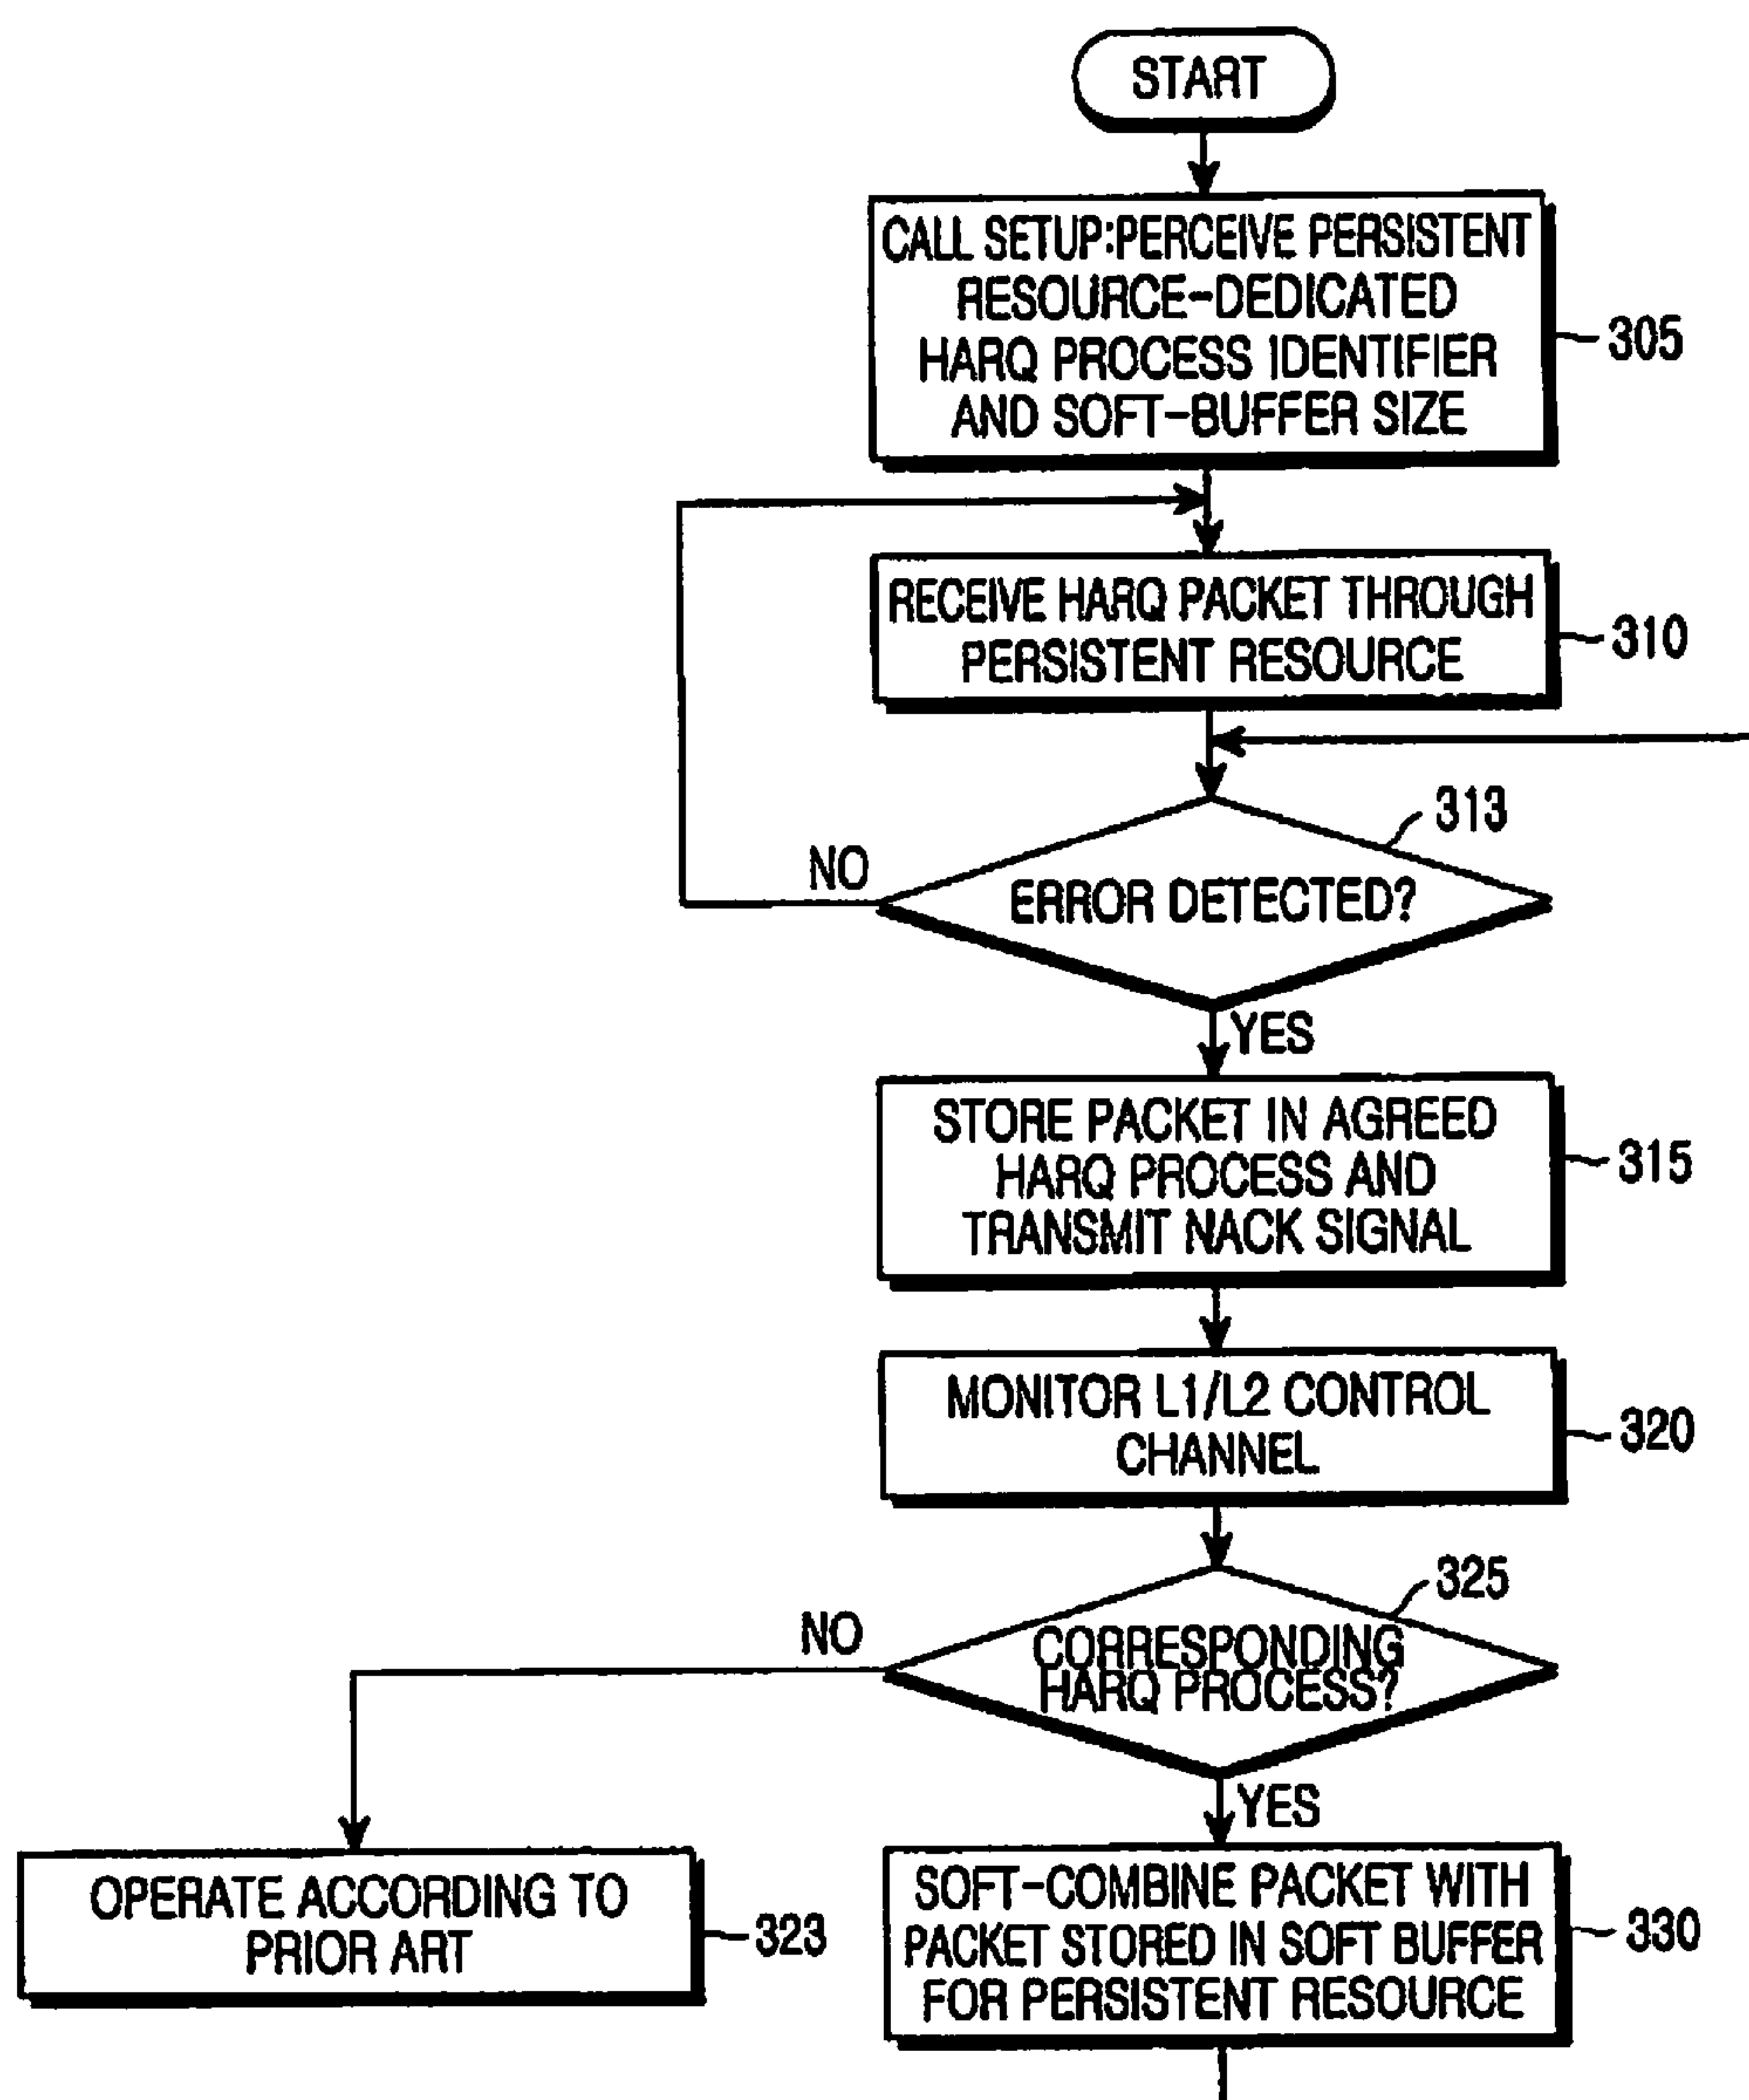 START
CALL SETUP:PERCEIVE PERSISTENT
RESOURCE-DEDICATED
HARQ PROCESS IDENTIFIER
AND SOFT-BUFFER SIZE
305
RECEIVE HARQ PACKET THROUGH
PERSISTENT RESOURCE
310
313
NO
ERROR DETECTED?
YES
STORE PACKET IN AGREED
HARQ PROCESS AND
TRANSMIT NACK SIGNAL
315
MONITOR L1/L2 CONTROL
CHANNEL
320
325
NO
CORRESPONDING
HARQ PROCESS?
YES
OPERATE ACCORDING TO
PRIOR ART
323
SOFT-COMBINE PACKET WITH
PACKET STORED IN SOFT BUFFER
FOR PERSISTENT RESOURCE
330